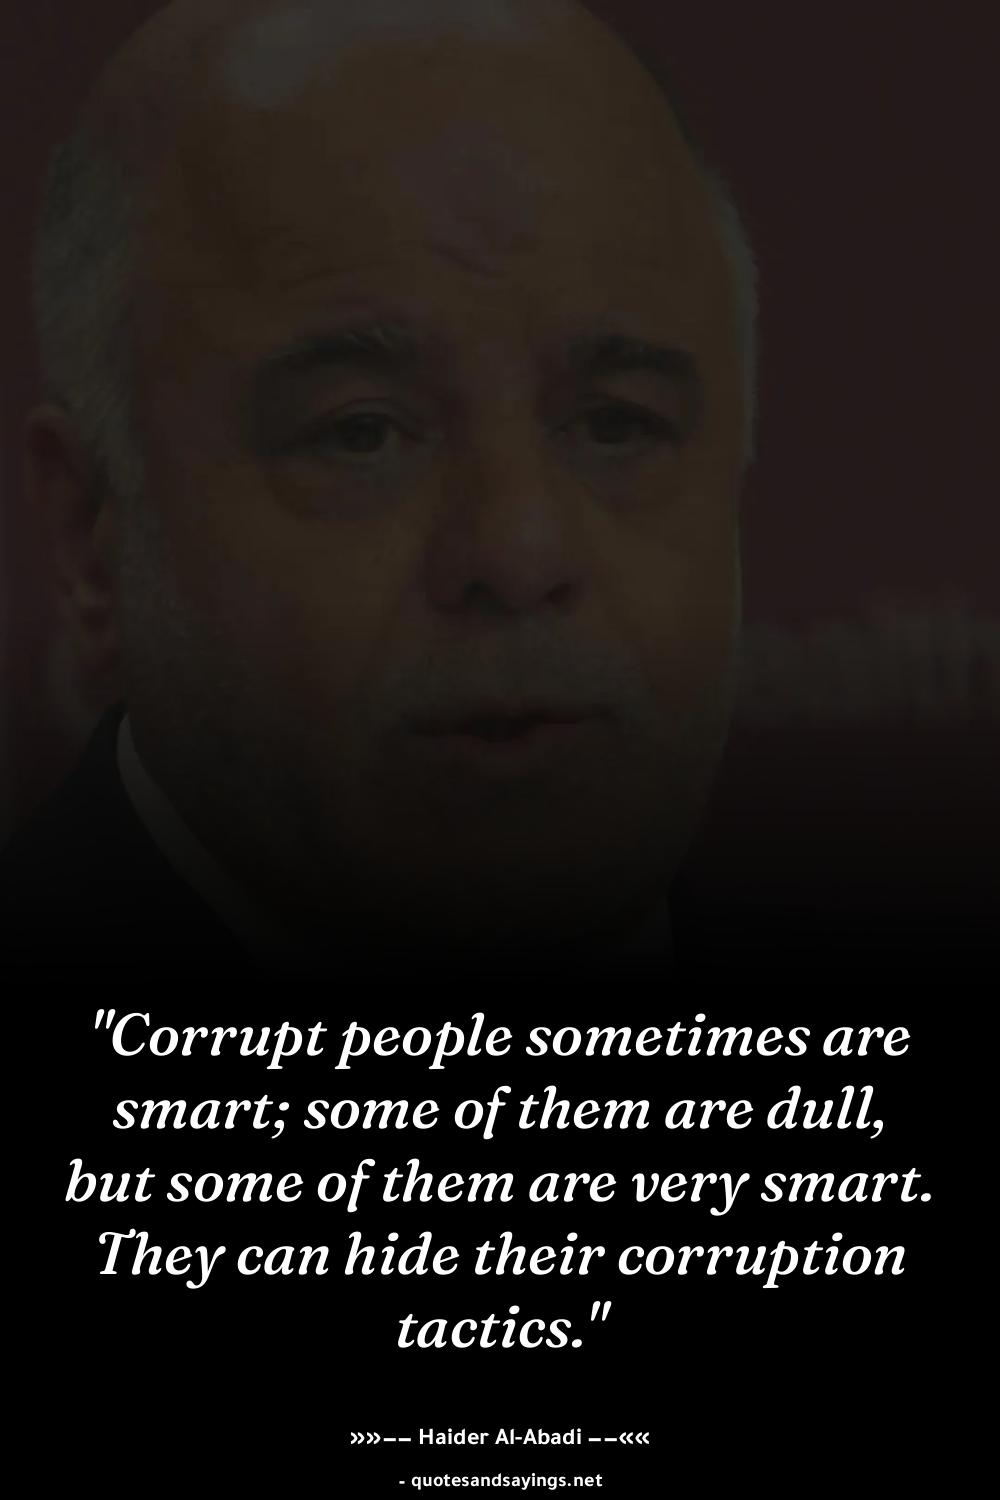 "Corrupt people sometimes are
smart; some of them are dull,
but some of them are very smart.
They can hide their corruption
tactics."
»»–– Haider Al-Abadi ––««
- quotesandsayings.net